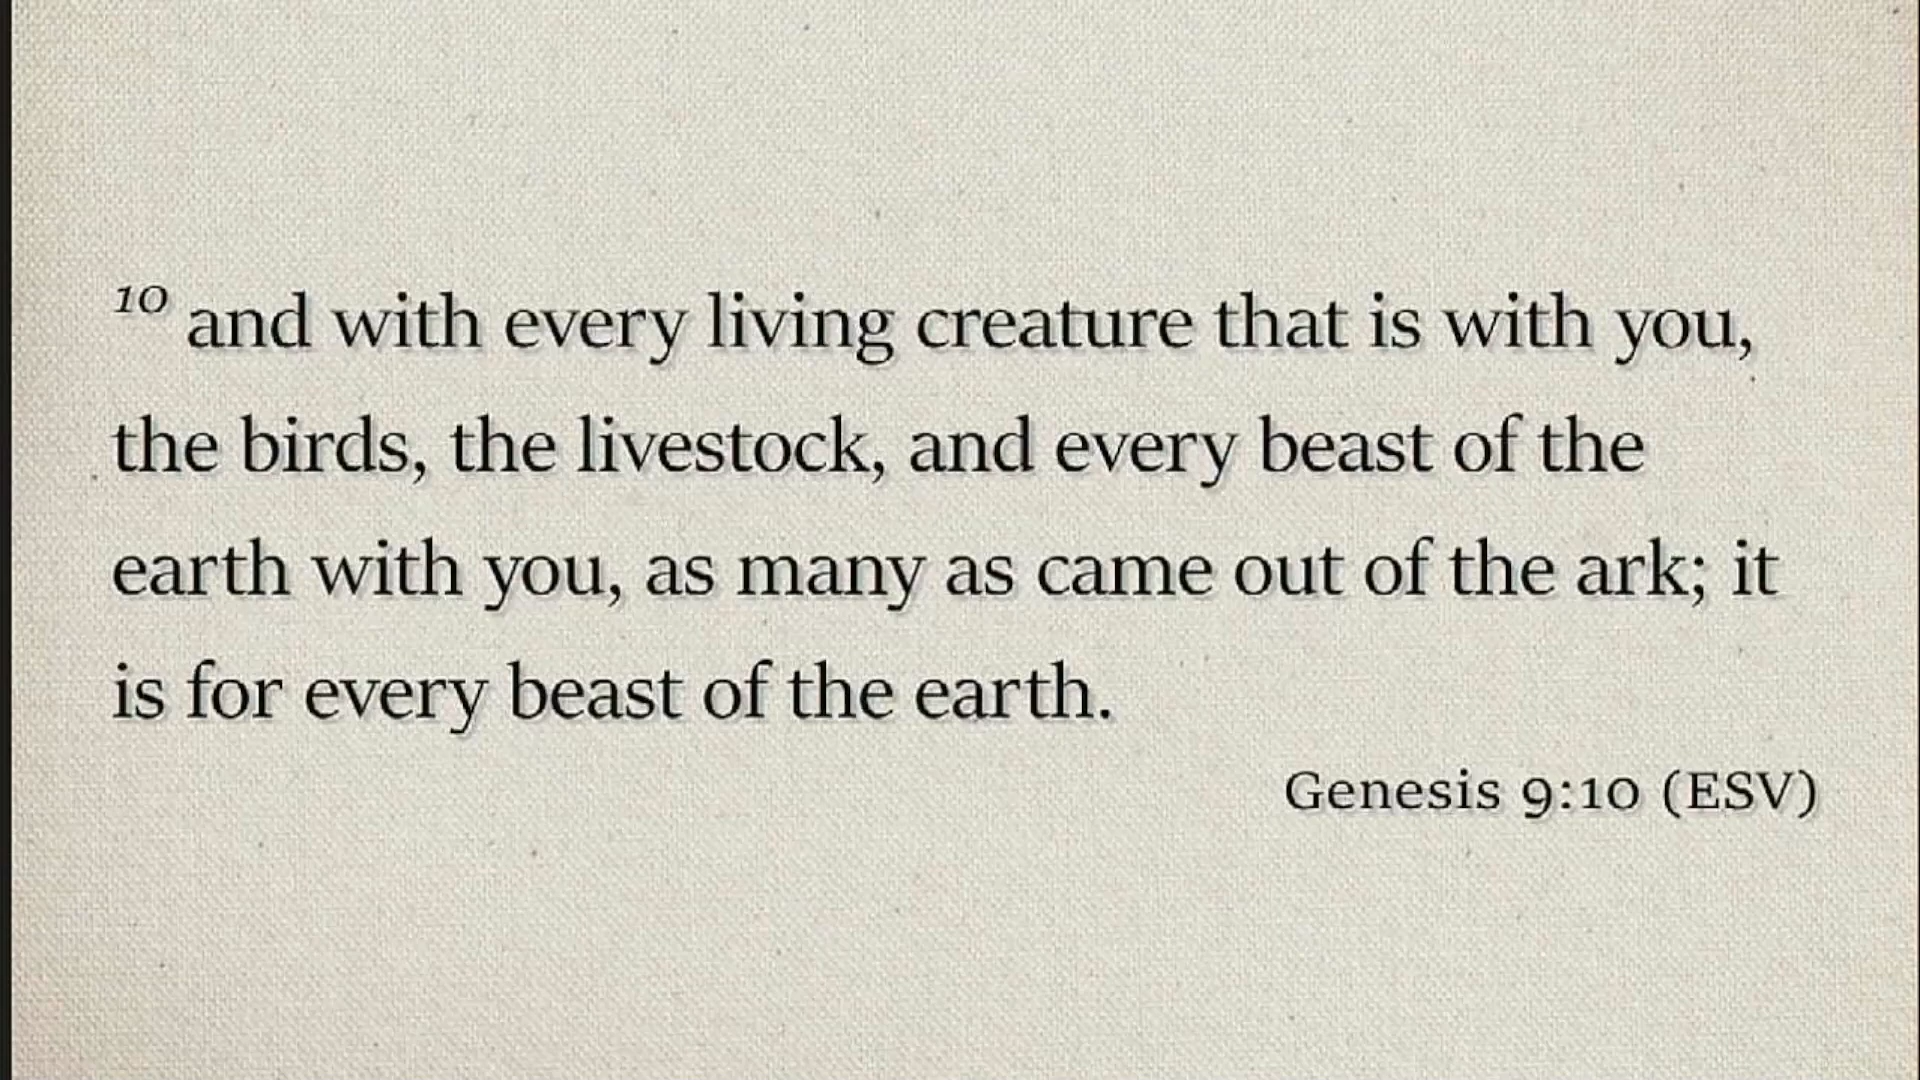 10 and with every living creature that is with you,
the birds, the livestock, and every beast of the
earth with you, as many as came out of the ark; it
is for every beast of the earth.
Genesis 9:10 (ESV)